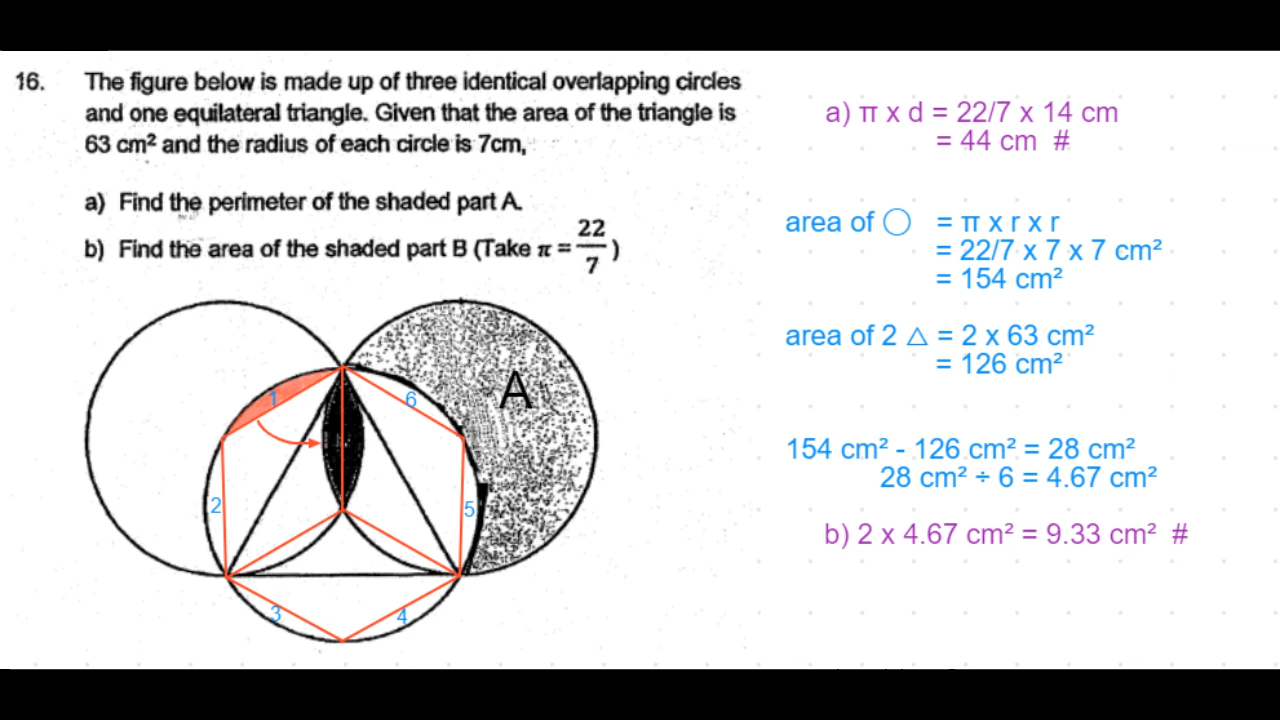 16. The figure below is made up of three identical overlapping circles
and one equilateral triangle. Given that the area of the triangle is
63 cm² and the radius of each circle is 7cm,
a) Find the perimeter of the shaded part A.
b) Find the area of the shaded part B (Take π = 22/7)
A
1
6
2
5
3
4
a) π x d = 22/7 x 14 cm
= 44 cm #
area of ◯ = π x r x r
= 22/7 x 7 x 7 cm²
= 154 cm²
area of 2 △ = 2 x 63 cm²
= 126 cm²
154 cm² - 126 cm² = 28 cm²
28 cm² ÷ 6 = 4.67 cm²
b) 2 x 4.67 cm² = 9.33 cm² #